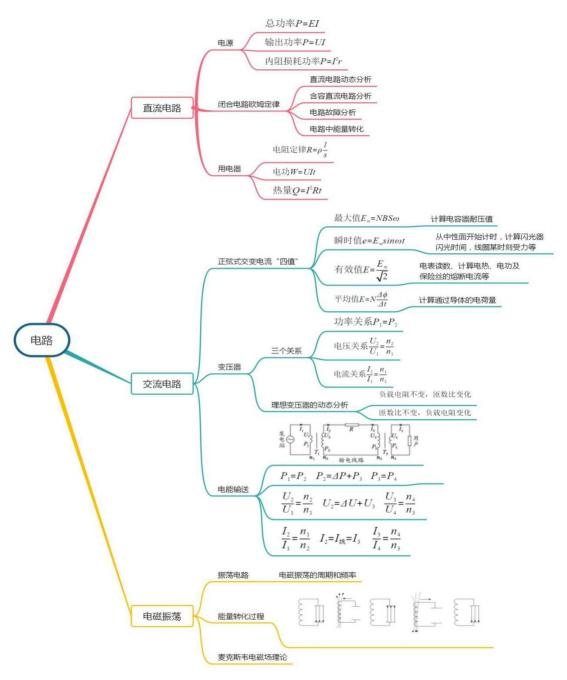 电路
直流电路
电源
总功率P=EI
输出功率P=UI
内阻损耗功率P=I²r
闭合电路欧姆定律
直流电路动态分析
含容直流电路分析
电路故障分析
电路中能量转化
用电器
电阻定律R=ρl/s
电功W=UIt
热量Q=I²Rt
交流电路
正弦式交变电流“四值”
最大值Eₘ=NBSω 计算电容器耐压值
瞬时值e=Eₘsinωt 从中性面开始计时，计算闪光器
闪光时间，线圈某时刻受力等
有效值E=Eₘ/√2 电表读数、计算电热、电功及
保险丝的熔断电流等
平均值E=NΔϕ/Δt 计算通过导体的电荷量
变压器
三个关系
功率关系P₁=P₂
电压关系U₂/U₁=n₂/n₁
电流关系I₂/I₁=n₁/n₂
理想变压器的动态分析
负载电阻不变，原数比变化
原数比不变，负载电阻变化
电能输送
发电站
用户
输电线路
P₁=P₂ P₂=ΔP+P₃ P₃=P₄
U₂/U₁=n₂/n₁ U₂=ΔU+U₃ U₃/U₄=n₄/n₃
I₂/I₁=n₁/n₂ I₂=I线=I₃ I₃/I₄=n₄/n₃
电磁振荡
振荡电路 电磁振荡的周期和频率
能量转化过程
麦克斯韦电磁场理论